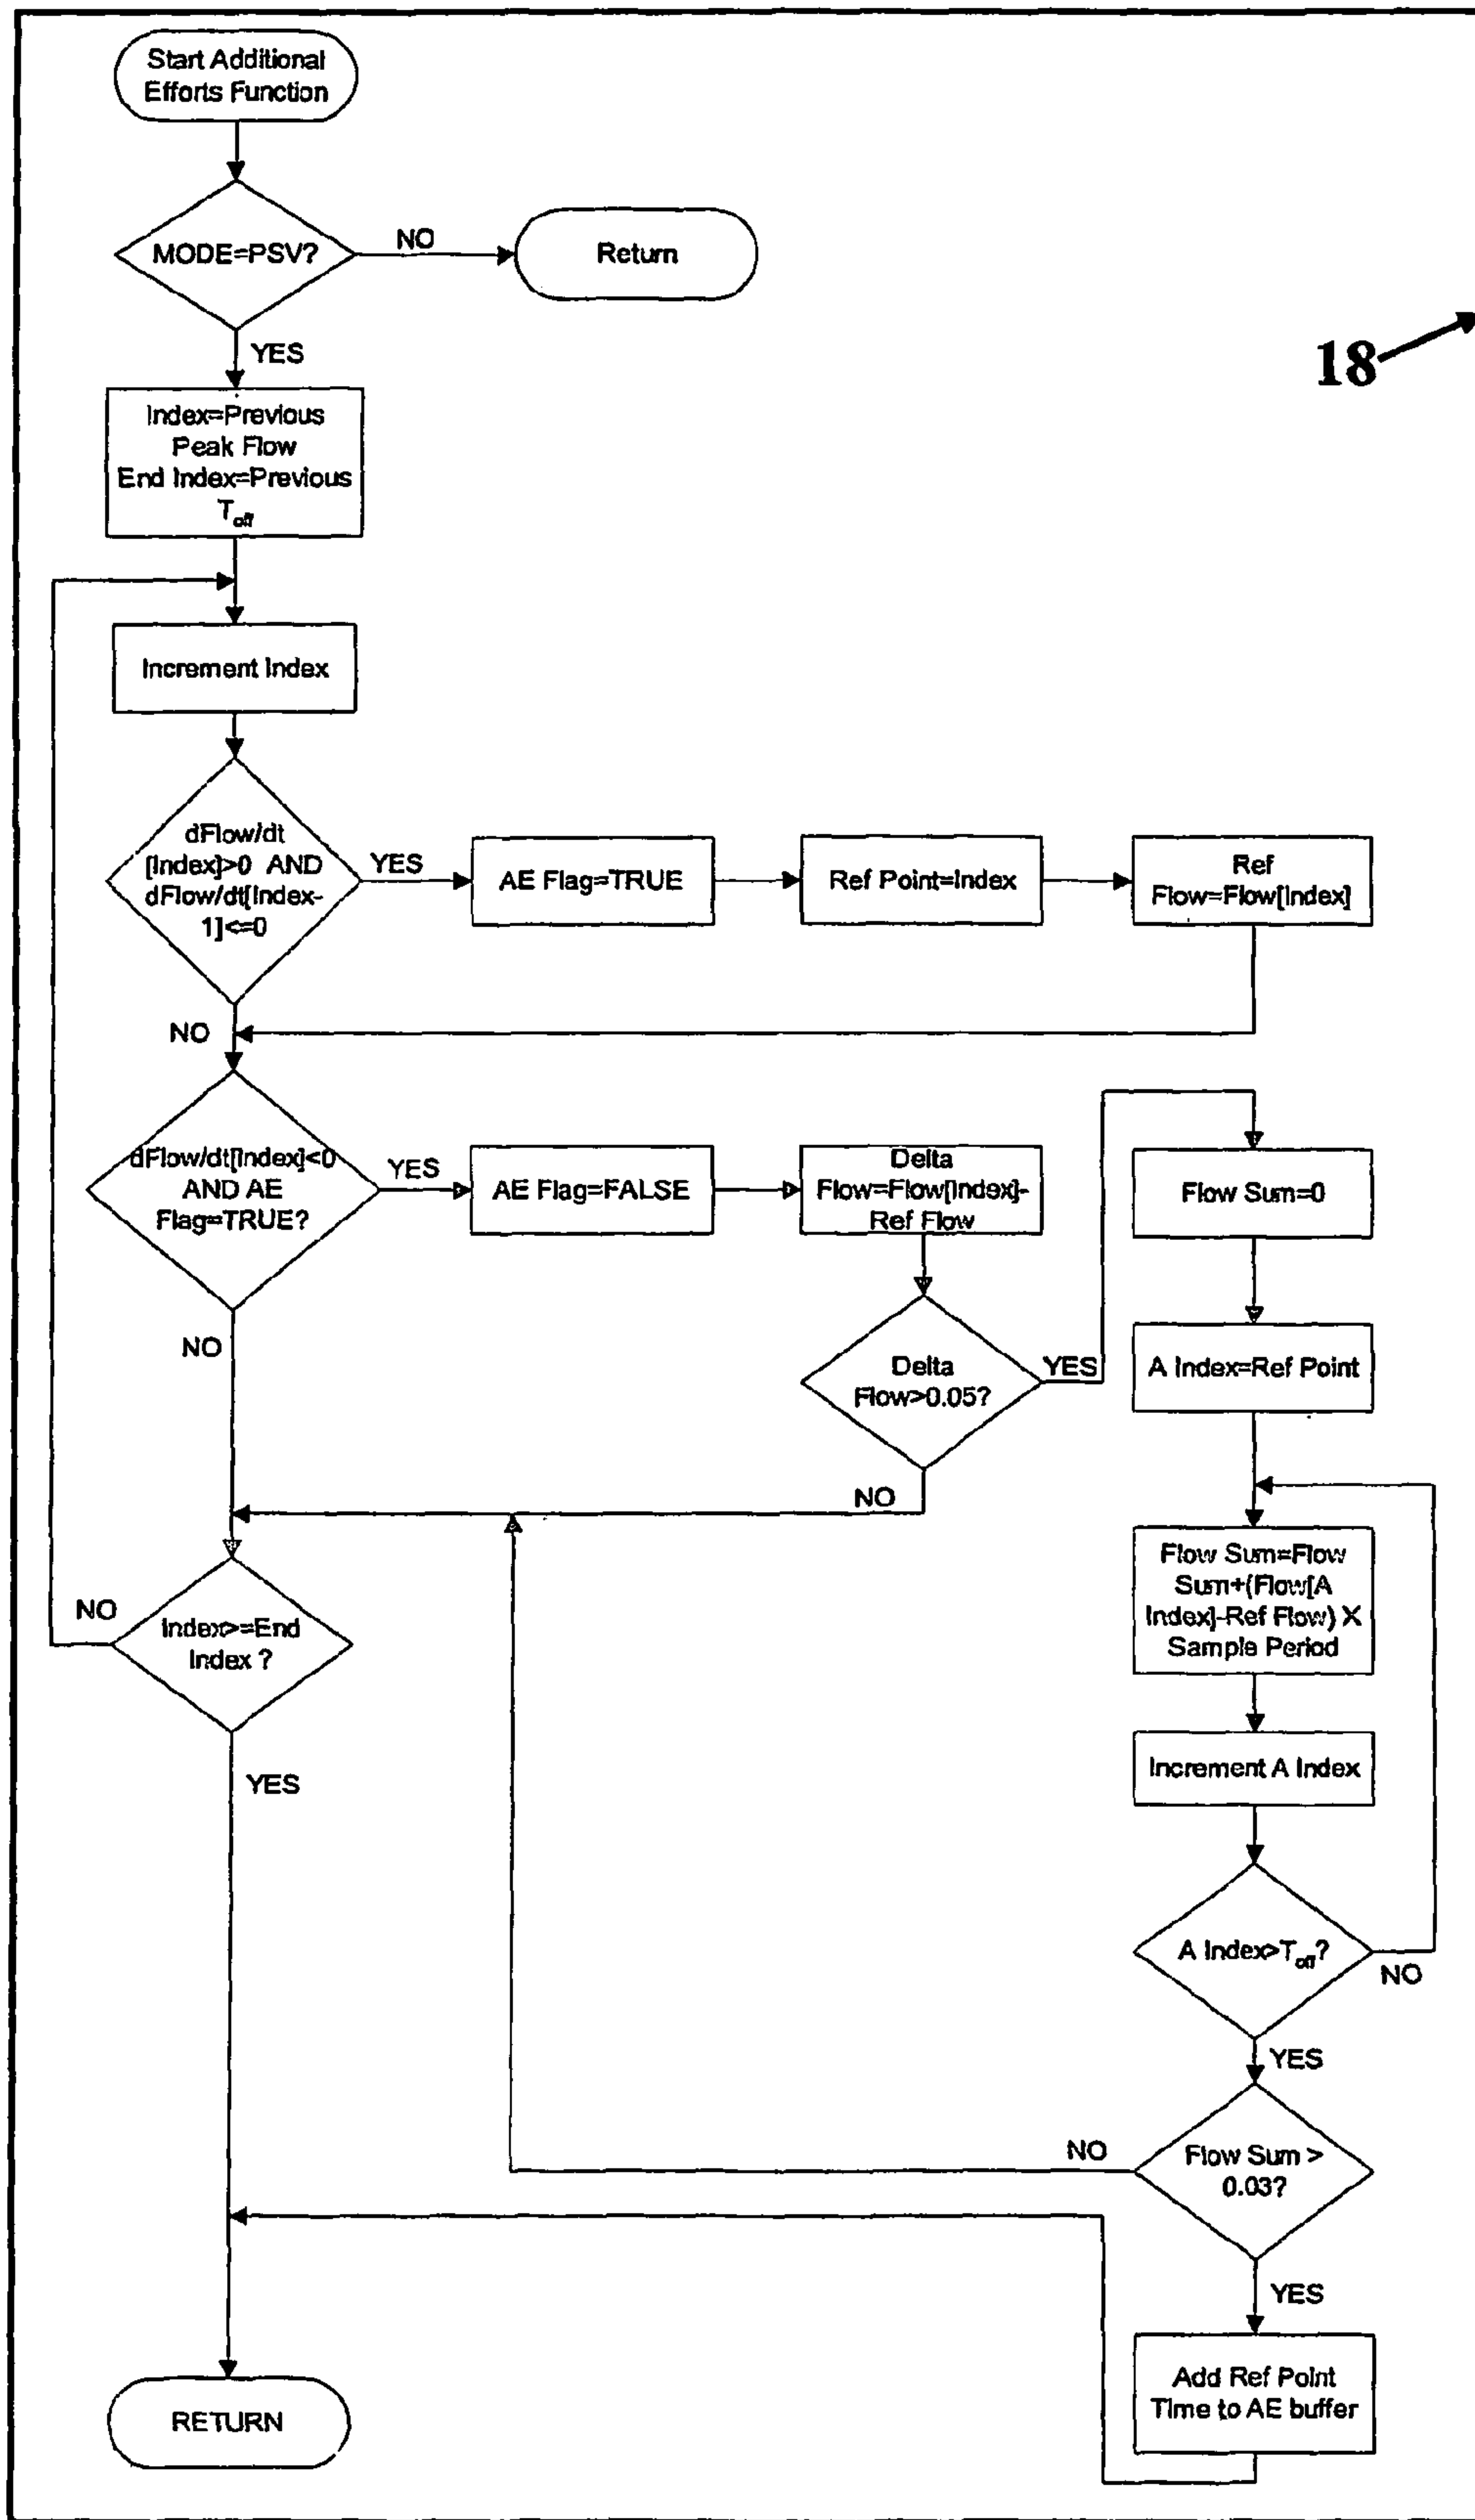 Start Additional
Efforts Function
MODE=PSV?
NO
Return
18
YES
Index=Previous
Peak Flow
End Index=Previous
Toff
Increment Index
dFlow/dt
[Index]>0 AND
dFlow/dt[Index-
1]<=0
YES
AE Flag=TRUE
Ref Point=Index
Ref
Flow=Flow[Index]
NO
dFlow/dt[Index]<0
AND AE
Flag=TRUE?
YES
AE Flag=FALSE
Delta
Flow=Flow[Index]-
Ref Flow
Flow Sum=0
NO
Delta
Flow>0.05?
YES
A Index=Ref Point
NO
Flow Sum=Flow
Sum+(Flow[A
Index]-Ref Flow) X
Sample Period
NO
Index>=End
Index ?
YES
Increment A Index
A Index>Toff?
NO
YES
NO
Flow Sum >
0.03?
YES
Add Ref Point
Time to AE buffer
RETURN